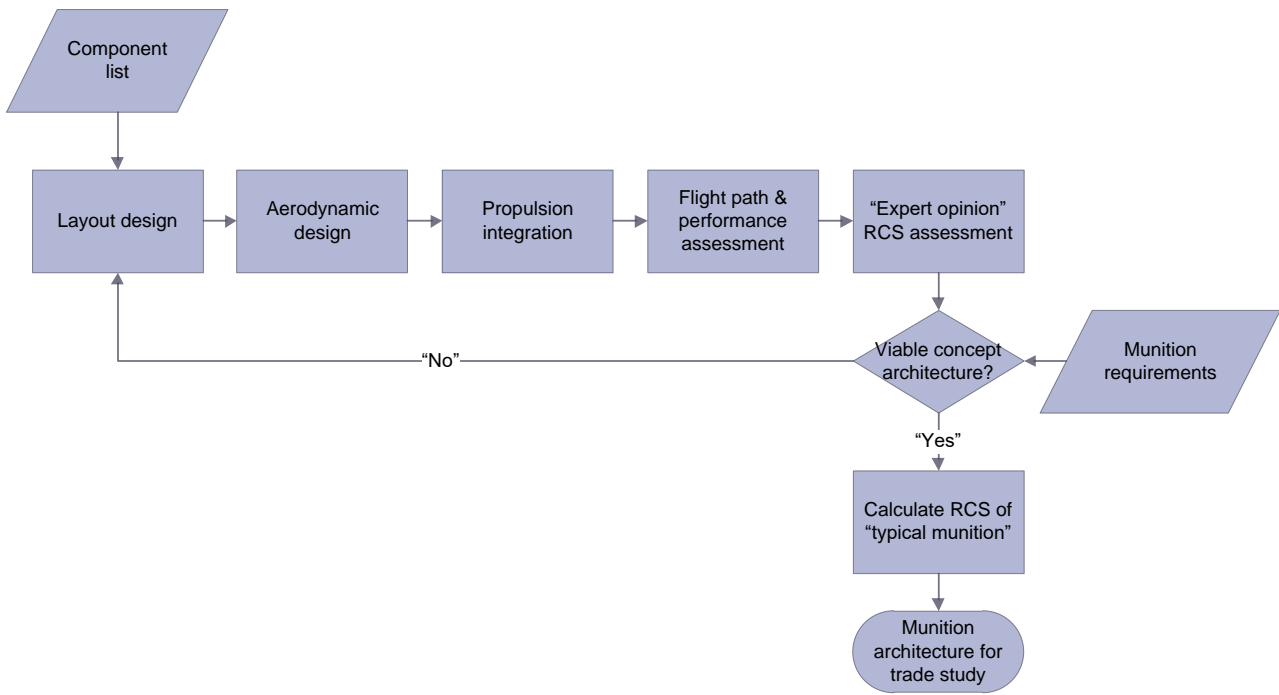 Component
list
Layout design
Aerodynamic
design
Propulsion
integration
Flight path &
performance
assessment
“Expert opinion”
RCS assessment
“No”
Viable concept
architecture?
Munition
requirements
“Yes”
Calculate RCS of
“typical munition”
Munition
architecture for
trade study